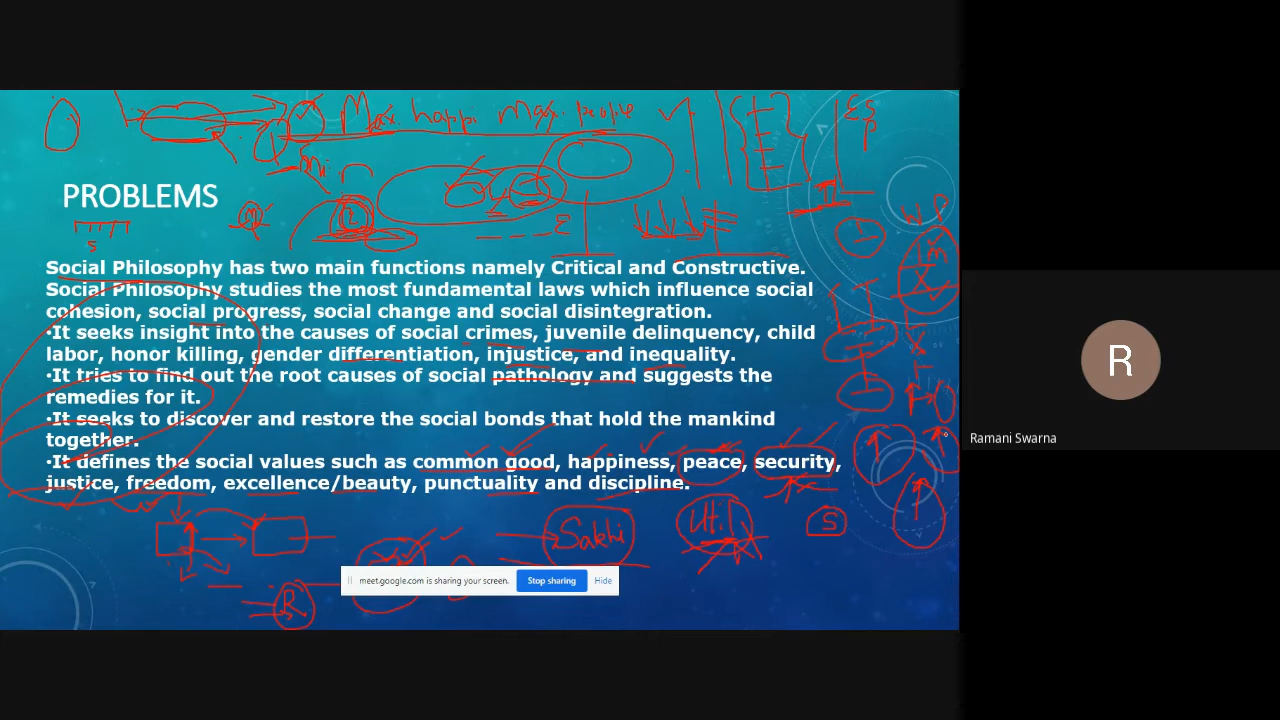 Max. happi max. people
PROBLEMS
Social Philosophy has two main functions namely Critical and Constructive.
Social Philosophy studies the most fundamental laws which influence social
cohesion, social progress, social change and social disintegration.
•It seeks insight into the causes of social crimes, juvenile delinquency, child
labor, honor killing, gender differentiation, injustice, and inequality.
•It tries to find out the root causes of social pathology and suggests the
remedies for it.
•It seeks to discover and restore the social bonds that hold the mankind
together.
•It defines the social values such as common good, happiness, peace, security,
justice, freedom, excellence/beauty, punctuality and discipline.
Sakhi
Util
S
R
meet.google.com is sharing your screen.
Stop sharing
Hide
R
Ramani Swarna